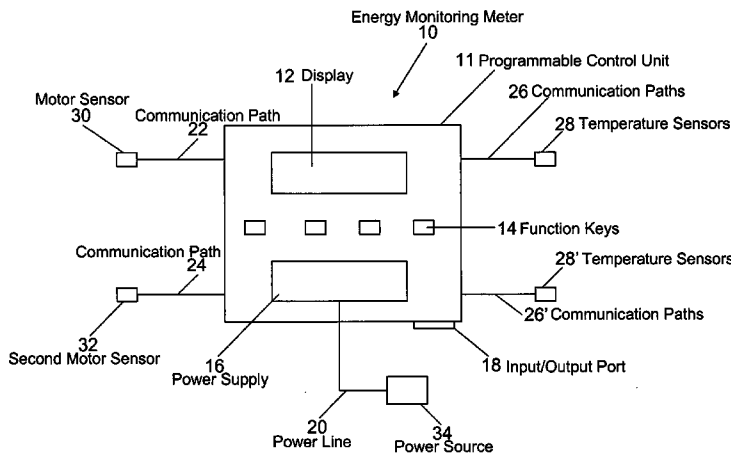 Energy Monitoring Meter
10
11 Programmable Control Unit
12 Display
26 Communication Paths
Motor Sensor
30
Communication Path
22
28 Temperature Sensors
14 Function Keys
Communication Path
24
28' Temperature Sensors
26' Communication Paths
32
Second Motor Sensor
16
Power Supply
18 Input/Output Port
20
Power Line
34
Power Source